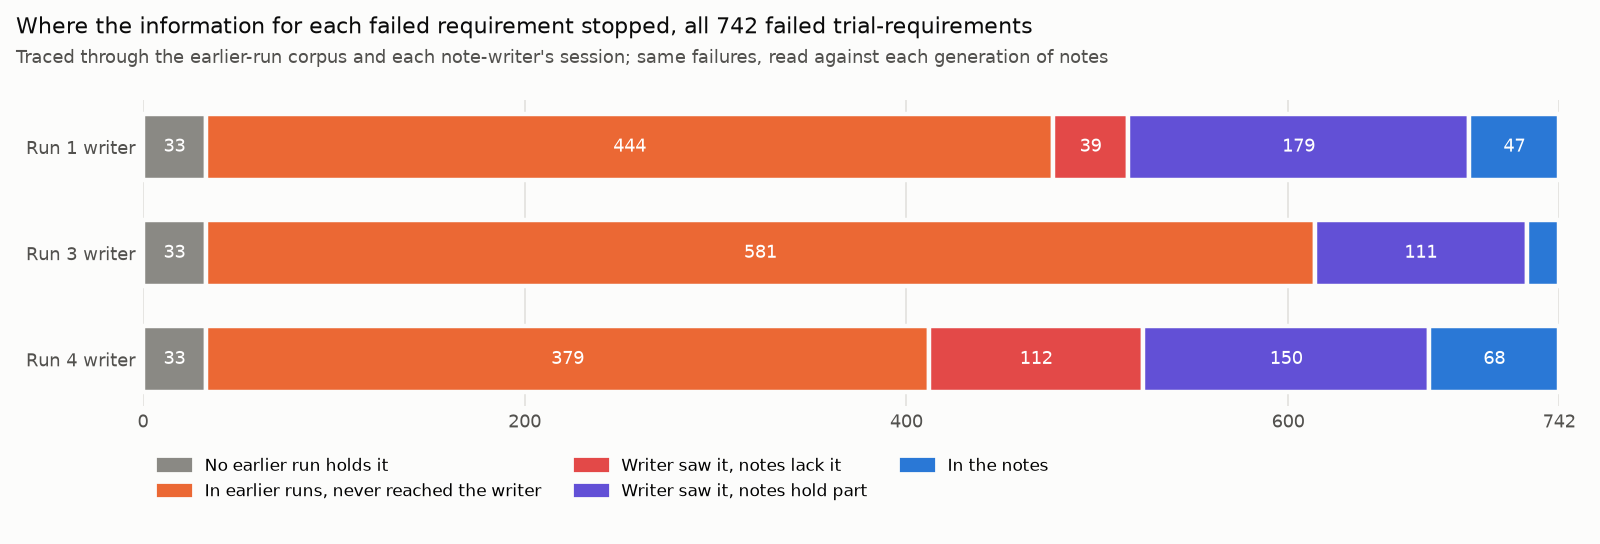 Where the information for each failed requirement stopped, all 742 failed trial-requirements
Traced through the earlier-run corpus and each note-writer's session; same failures, read against each generation of notes
Run 1 writer 33 444 39 179 47
Run 3 writer 33 581 111
Run 4 writer 33 379 112 150 68
0 200 400 600 742
No earlier run holds it Writer saw it, notes lack it In the notes
In earlier runs, never reached the writer Writer saw it, notes hold part